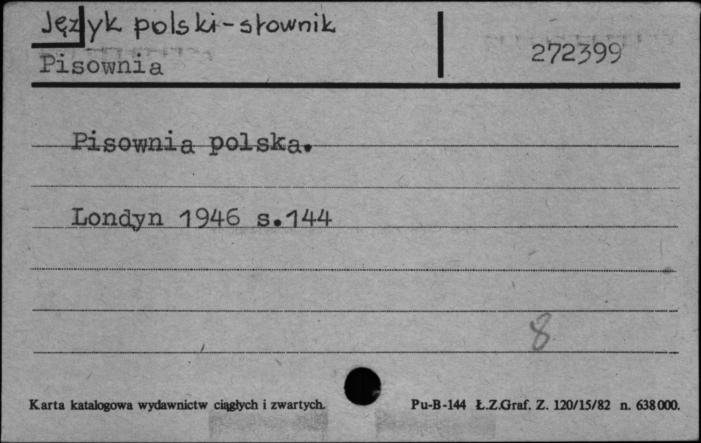 Język polski-słownik
Pisownia
272399
Pisownia polska.
Londyn 1946 s.144
8
Karta katalogowa wydawnictw ciągłych i zwartych.
Pu-B-144 Ł.Z.Graf. Z. 120/15/82 n. 638000.